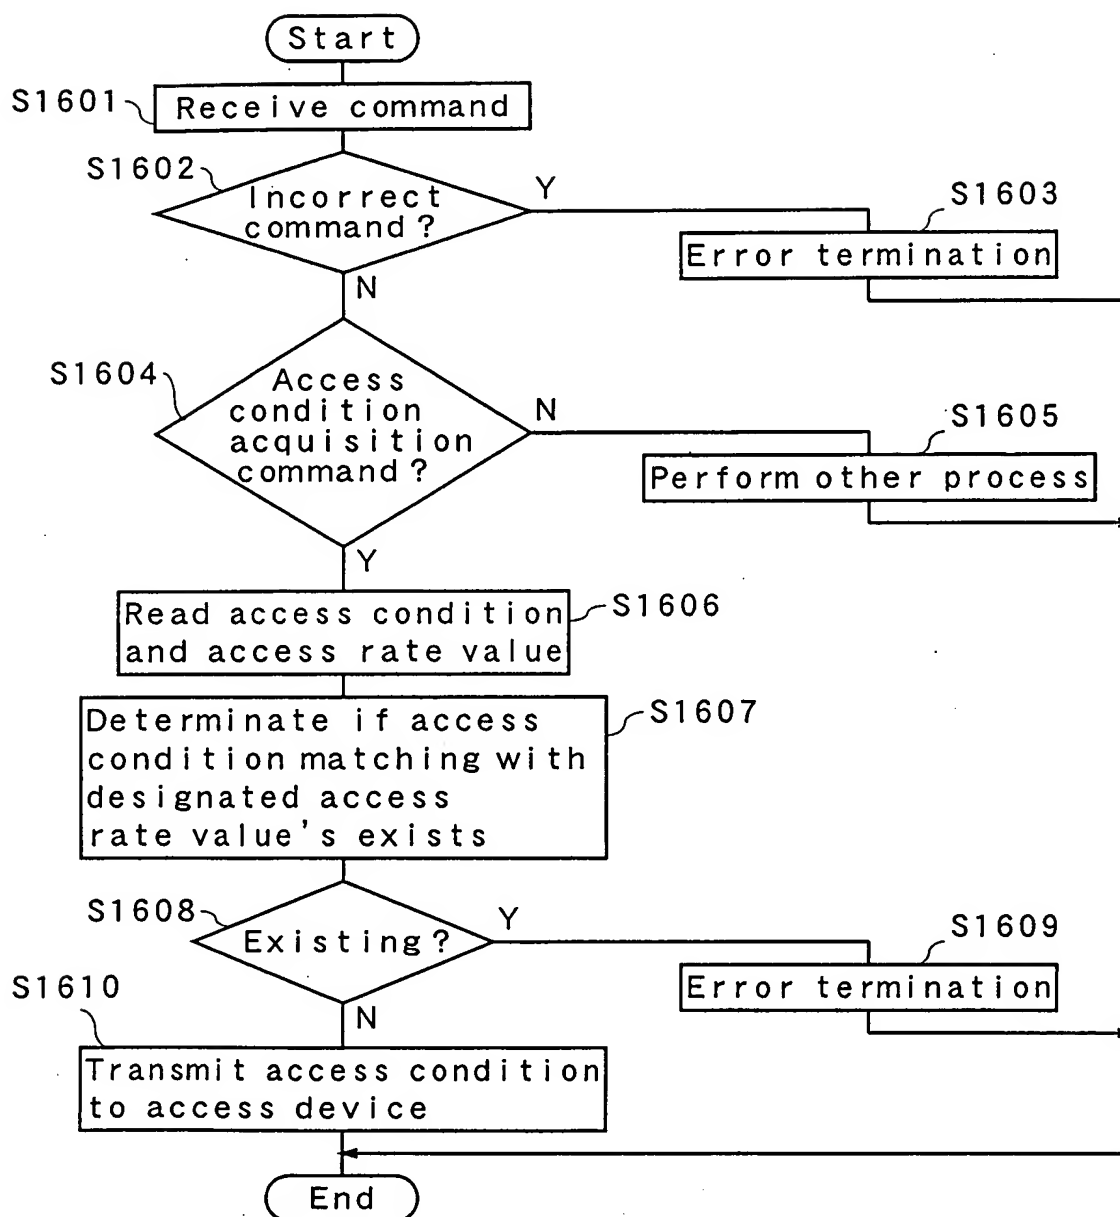 Start
S1601
Receive command
S1602
Incorrect
command?
Y
N
S1603
Error termination
S1604
Access
condition
acquisition
command?
N
Y
S1605
Perform other process
Read access condition
and access rate value
S1606
Determinate if access
condition matching with
designated access
rate value's exists
S1607
S1608
Existing?
Y
N
S1609
Error termination
S1610
Transmit access condition
to access device
End